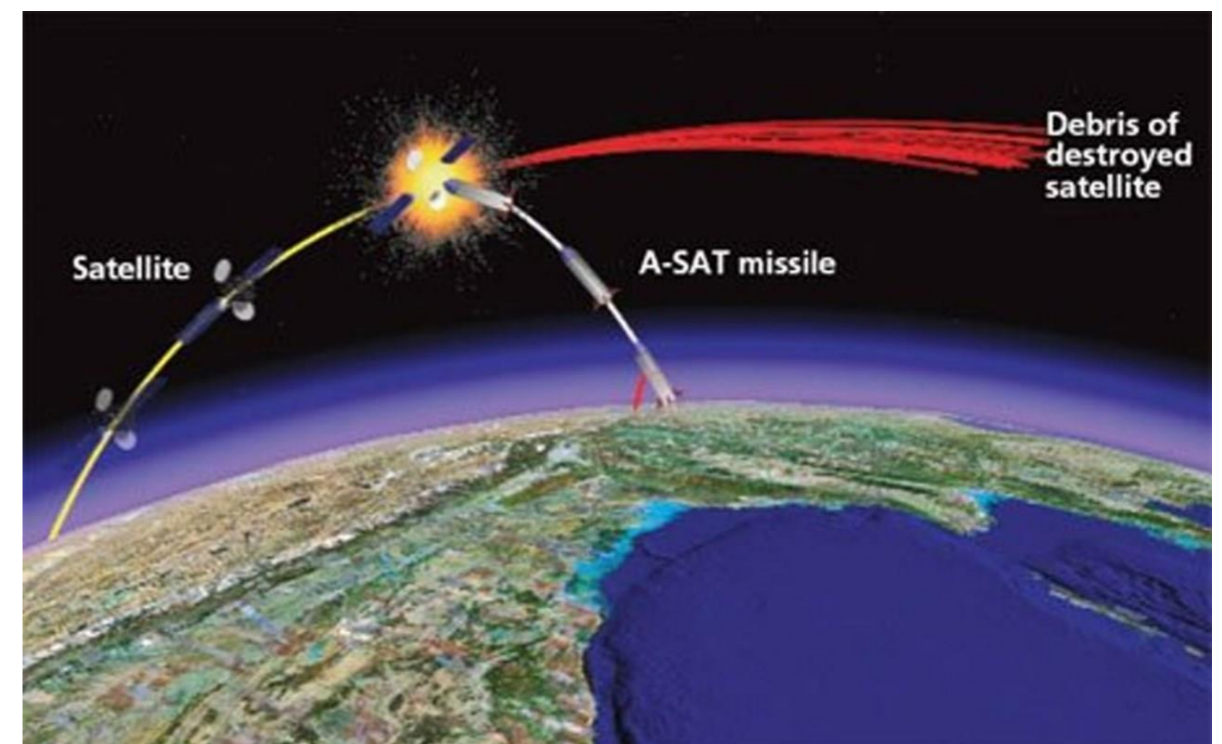 Debris of
destroyed
satellite
Satellite
A-SAT missile